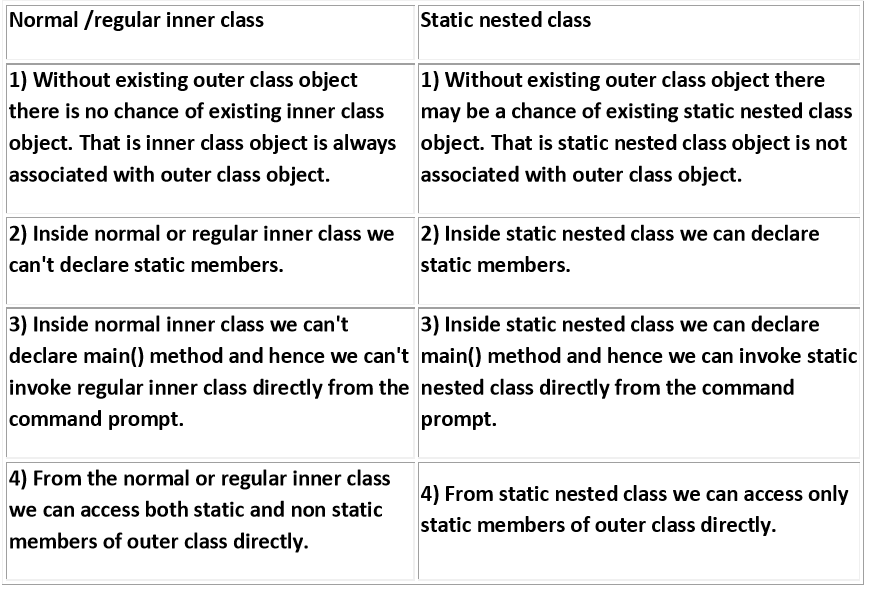 Normal /regular inner class
Static nested class
1) Without existing outer class object
there is no chance of existing inner class
object. That is inner class object is always
associated with outer class object.
1) Without existing outer class object there
may be a chance of existing static nested class
object. That is static nested class object is not
associated with outer class object.
2) Inside normal or regular inner class we
can't declare static members.
2) Inside static nested class we can declare
static members.
3) Inside normal inner class we can't
declare main() method and hence we can't
invoke regular inner class directly from the
command prompt.
3) Inside static nested class we can declare
main() method and hence we can invoke static
nested class directly from the command
prompt.
4) From the normal or regular inner class
we can access both static and non static
members of outer class directly.
4) From static nested class we can access only
static members of outer class directly.